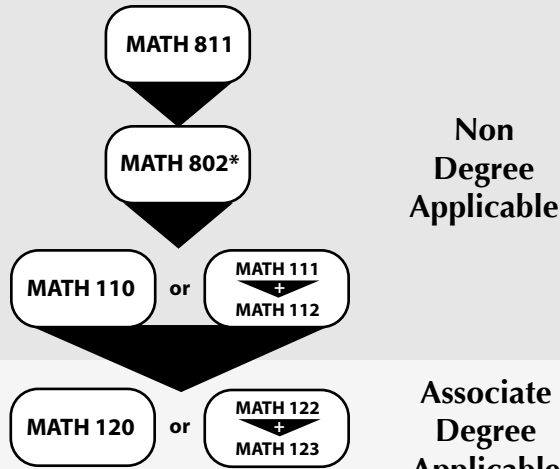 MATH 811
MATH 802*
Non
Degree
Applicable
MATH 110 or MATH 111
+
MATH 112
MATH 120 or MATH 122
+
MATH 123
Associate
Degree
Applicable